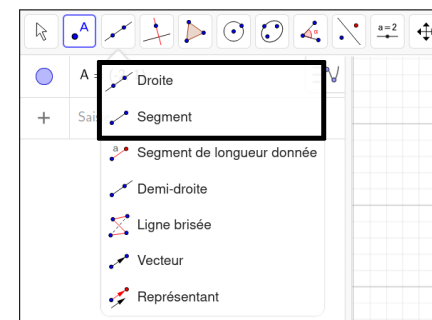 A
α
a=2
A =
Droite
Segment
a
Segment de longueur donnée
Demi-droite
Ligne brisée
Vecteur
Représentant